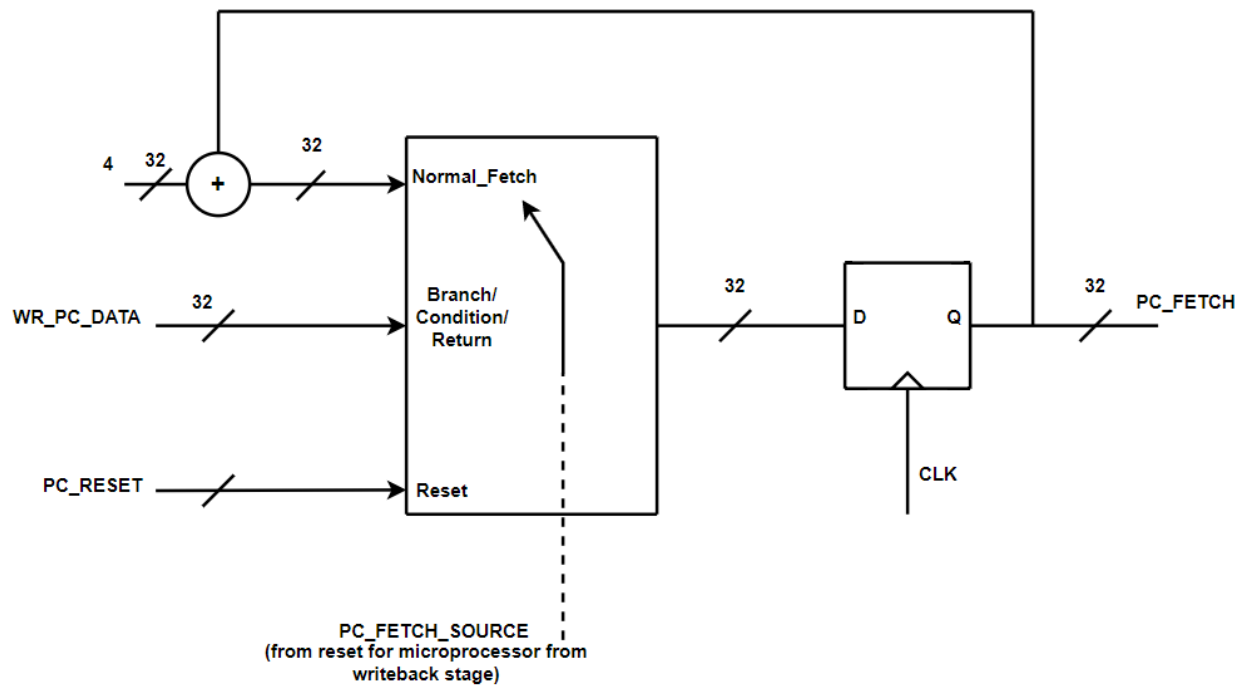 4
32
+
32
Normal_Fetch
WR_PC_DATA
32
Branch/
Condition/
Return
32
D
Q
32
PC_FETCH
PC_RESET
Reset
CLK
PC_FETCH_SOURCE
(from reset for microprocessor from
writeback stage)